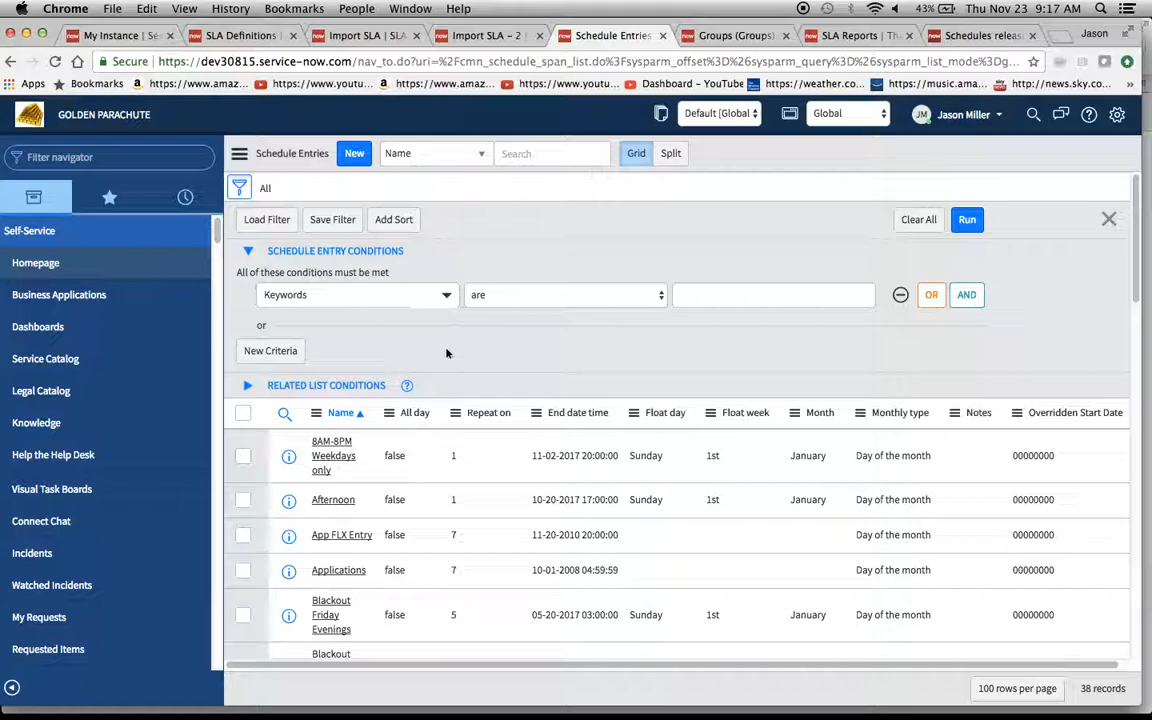 Chrome File Edit View History Bookmarks People Window Help 43% Thu Nov 23 9:17 AM
My Instance | Se SLA Definitions | Import SLA | SLA Import SLA – 2 Schedule Entries Groups (Groups) SLA Reports | Th Schedules releas Jason
Secure https://dev30815.service-now.com/nav_to.do?uri=%2Fcmn_schedule_span_list.do%3Fsysparm_offset%26sysparm_query%3D%26sysparm_list_mode%3Dg...
Apps Bookmarks https://www.amaz... https://www.youtu... https://www.amaz... https://www.youtu... Dashboard - YouTube https://weather.co... https://music.ama... http://news.sky.co... »
GOLDEN PARACHUTE Default [Global Global JM Jason Miller
Filter navigator
Schedule Entries New Name Search Grid Split
All
Load Filter Save Filter Add Sort Clear All Run
SCHEDULE ENTRY CONDITIONS
All of these conditions must be met
Keywords are OR AND
or
New Criteria
RELATED LIST CONDITIONS
Name All day Repeat on End date time Float day Float week Month Monthly type Notes Overridden Start Date
8AM-8PM
Weekdays
only false 1 11-02-2017 20:00:00 Sunday 1st January Day of the month 00000000
Afternoon false 1 10-20-2017 17:00:00 Sunday 1st January Day of the month 00000000
App FLX Entry false 7 11-20-2010 20:00:00 Day of the month 00000000
Applications false 7 10-01-2008 04:59:59 Day of the month 00000000
Blackout
Friday
Evenings false 5 05-20-2017 03:00:00 Sunday 1st January Day of the month 00000000
Blackout
100 rows per page 38 records
Self-Service
Homepage
Business Applications
Dashboards
Service Catalog
Legal Catalog
Knowledge
Help the Help Desk
Visual Task Boards
Connect Chat
Incidents
Watched Incidents
My Requests
Requested Items